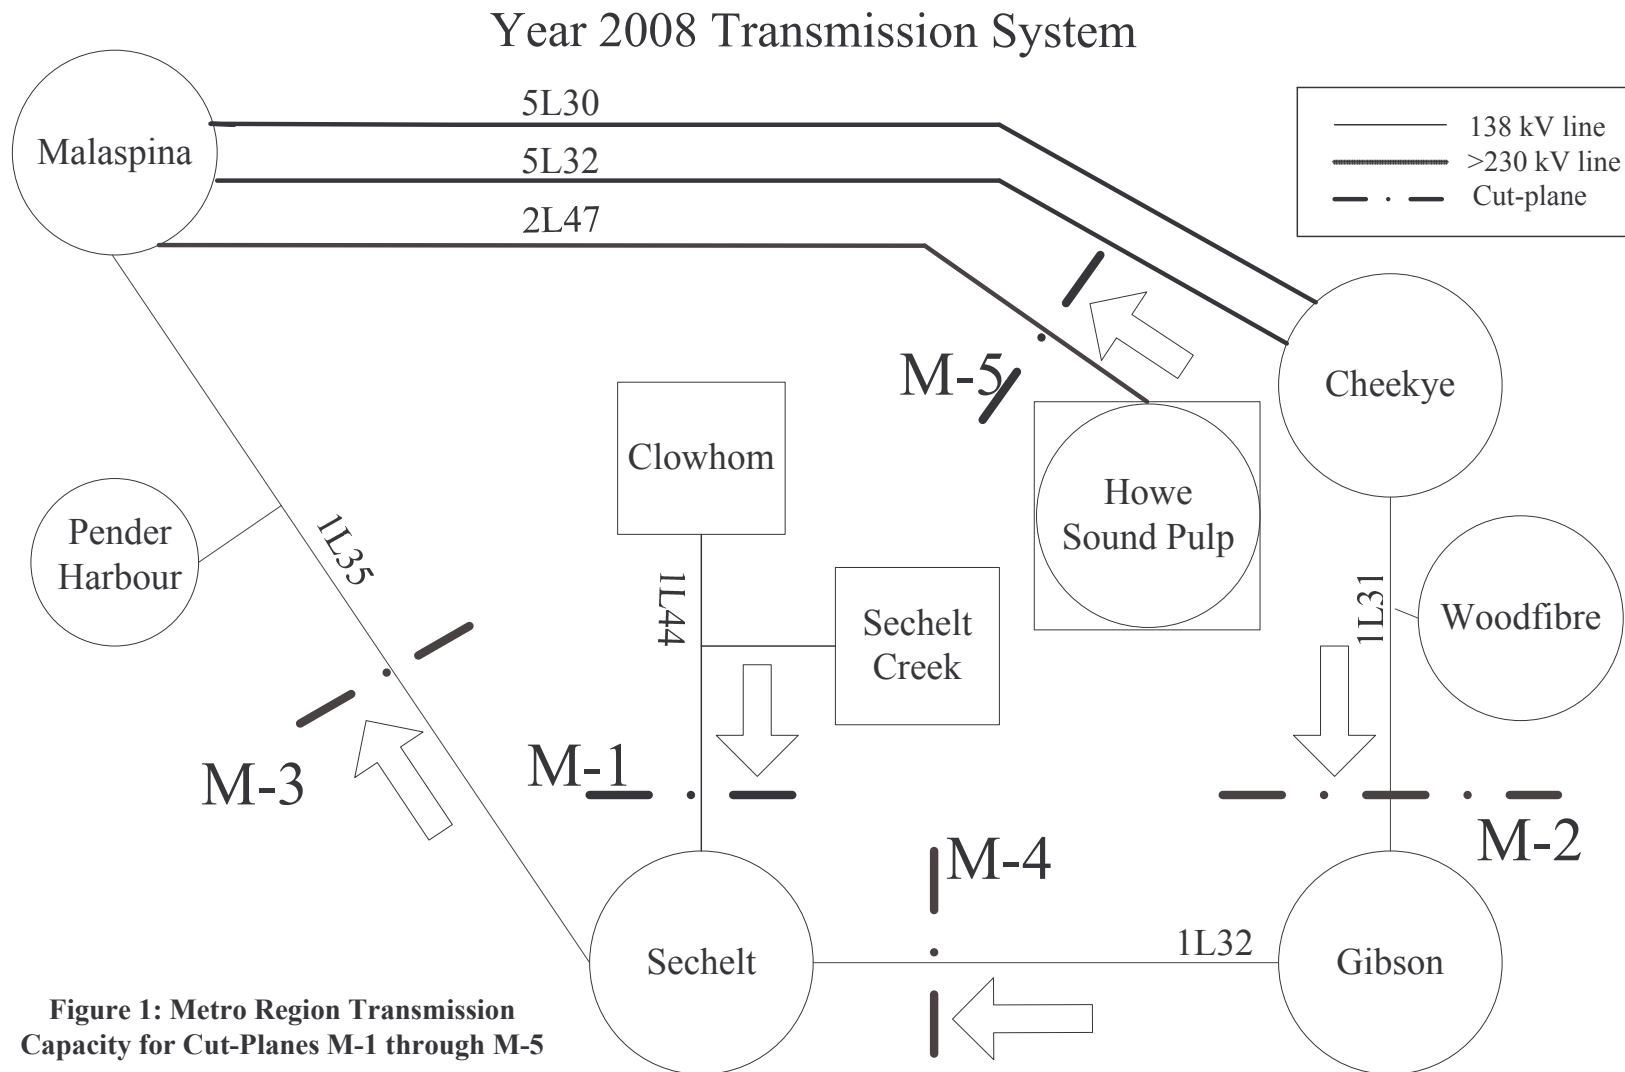 Year 2008 Transmission System
5L30
5L32
2L47
138 kV line
>230 kV line
Cut-plane
Malaspina
Cheekye
M-5
Clowhom
Howe
Sound Pulp
Pender
Harbour
1L35
1L44
Sechelt
Creek
1L31
Woodfibre
M-3
M-1
M-2
M-4
Sechelt
1L32
Gibson
Figure 1: Metro Region Transmission
Capacity for Cut-Planes M-1 through M-5